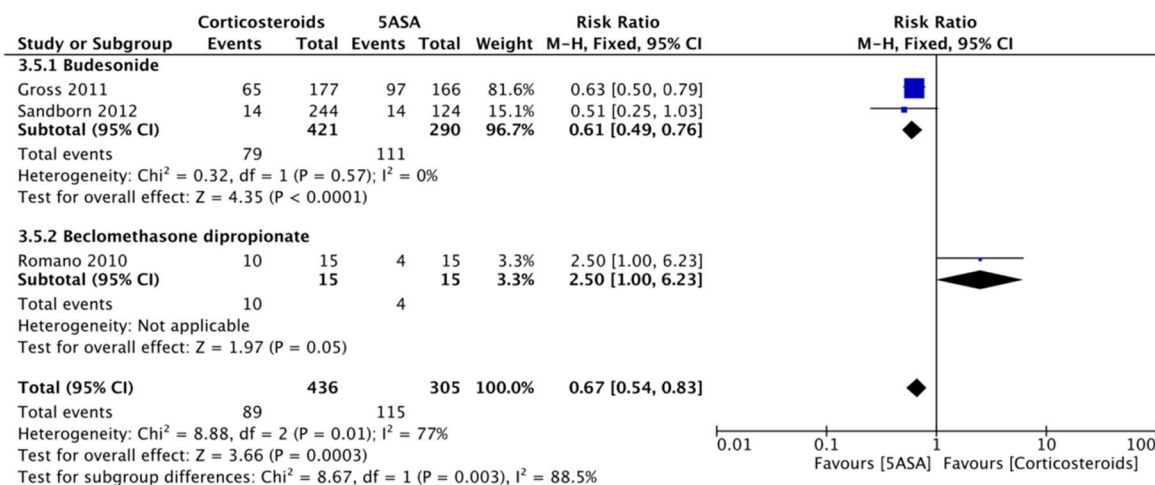 Corticosteroids 5ASA Risk Ratio Risk Ratio
Study or Subgroup Events Total Events Total Weight M-H, Fixed, 95% CI M-H, Fixed, 95% CI
3.5.1 Budesonide
Gross 2011 65 177 97 166 81.6% 0.63 [0.50, 0.79]
Sandborn 2012 14 244 14 124 15.1% 0.51 [0.25, 1.03]
Subtotal (95% CI) 421 290 96.7% 0.61 [0.49, 0.76]
Total events 79 111
Heterogeneity: Chi² = 0.32, df = 1 (P = 0.57); I² = 0%
Test for overall effect: Z = 4.35 (P < 0.0001)
3.5.2 Beclomethasone dipropionate
Romano 2010 10 15 4 15 3.3% 2.50 [1.00, 6.23]
Subtotal (95% CI) 15 15 3.3% 2.50 [1.00, 6.23]
Total events 10 4
Heterogeneity: Not applicable
Test for overall effect: Z = 1.97 (P = 0.05)
Total (95% CI) 436 305 100.0% 0.67 [0.54, 0.83]
Total events 89 115
Heterogeneity: Chi² = 8.88, df = 2 (P = 0.01); I² = 77%
Test for overall effect: Z = 3.66 (P = 0.0003)
Test for subgroup differences: Chi² = 8.67, df = 1 (P = 0.003), I² = 88.5%
0.01 0.1 1 10 100
Favours [5ASA] Favours [Corticosteroids]